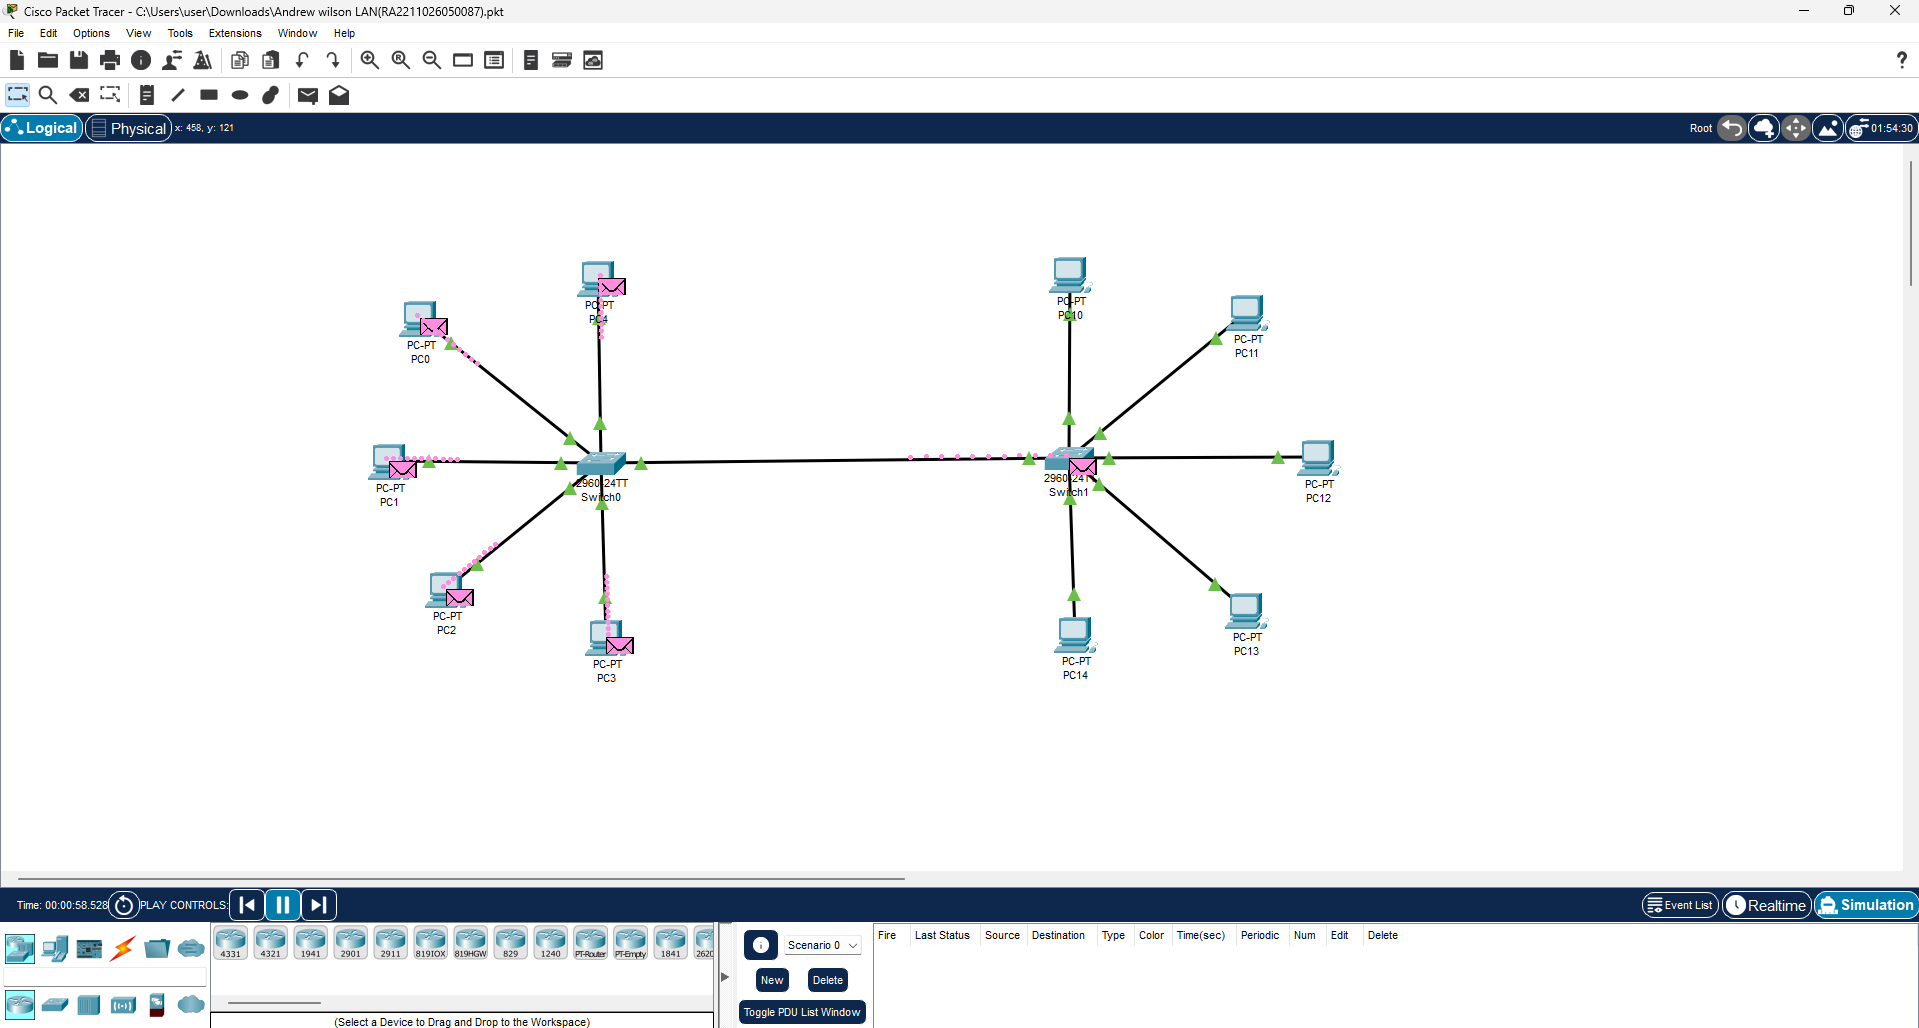 Cisco Packet Tracer - C:\Users\user\Downloads\Andrew wilson LAN(RA2211026050087).pkt
File Edit Options View Tools Extensions Window Help
Logical Physical x: 458, y: 121 Root 01:54:30
PC-PT
PC4
PC-PT
PC10
PC-PT
PC0
PC-PT
PC11
PC-PT
PC1
2960-24TT
Switch0
Switch1
PC-PT
PC12
PC-PT
PC2
PC-PT
PC3
PC-PT
PC13
PC-PT
PC14
Time: 00:00:58.528 PLAY CONTROLS: Event List Realtime Simulation
4331 4321 1941 2901 2911 819IOX 819HGW 829 1240 PT-Router PT-Empty 1841
(Select a Device to Drag and Drop to the Workspace)
Scenario 0
New Delete
Toggle PDU List Window
Fire Last Status Source Destination Type Color Time(sec) Periodic Num Edit Delete